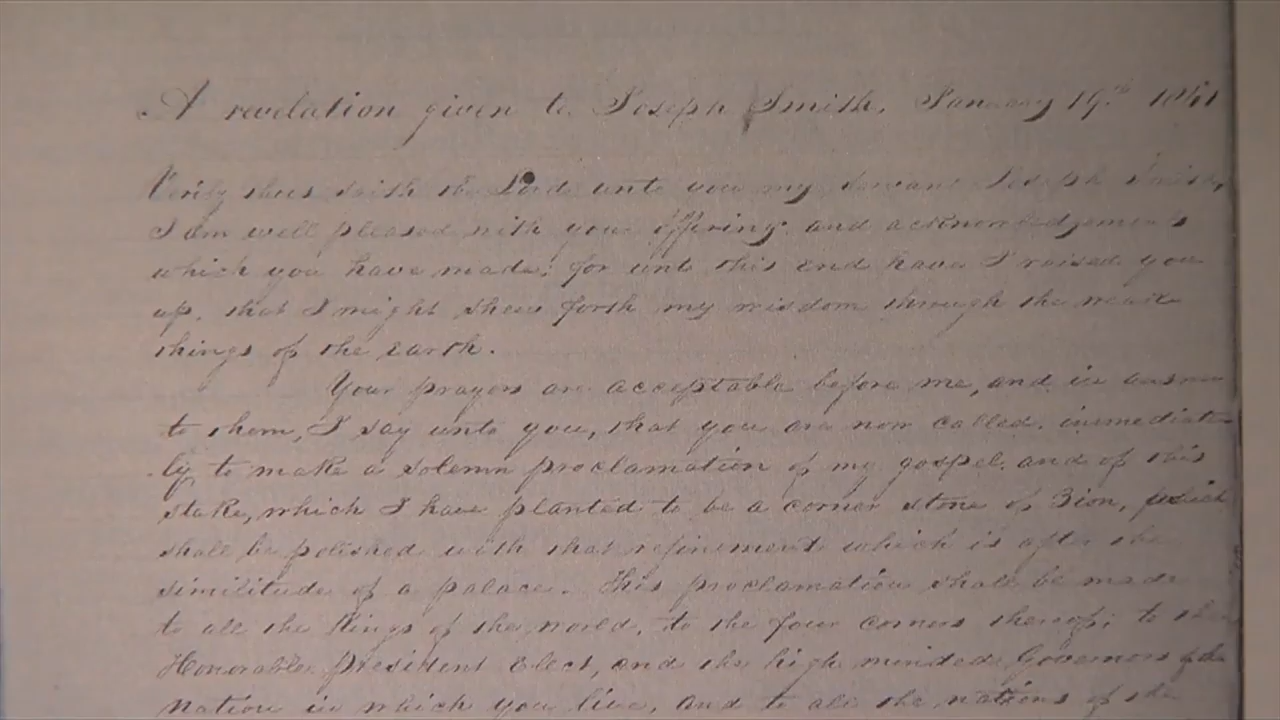 A revelation given to Joseph Smith, January 19th 1841
Verily thus saith the Lord unto you my servant Joseph Smith,
I am well pleased with your offering and acknowledgements
which you have made; for unto this end have I raised you
up, that I might shew forth my wisdom through the weak
things of the earth.
Your prayers are acceptable before me, and in answer
to them, I say unto you, that you are now called, immediate-
ly, to make a solemn proclamation of my gospel, and of this
stake, which I have planted to be a corner stone of Zion, which
shall be polished with that refinement which is after the
similitude of a palace. This proclamation shall be made
to all the Kings of the world, to the four corners thereof; to the
Honorable President Elect, and the high minded Governors of the
nation in which you live, and to all the nations of the